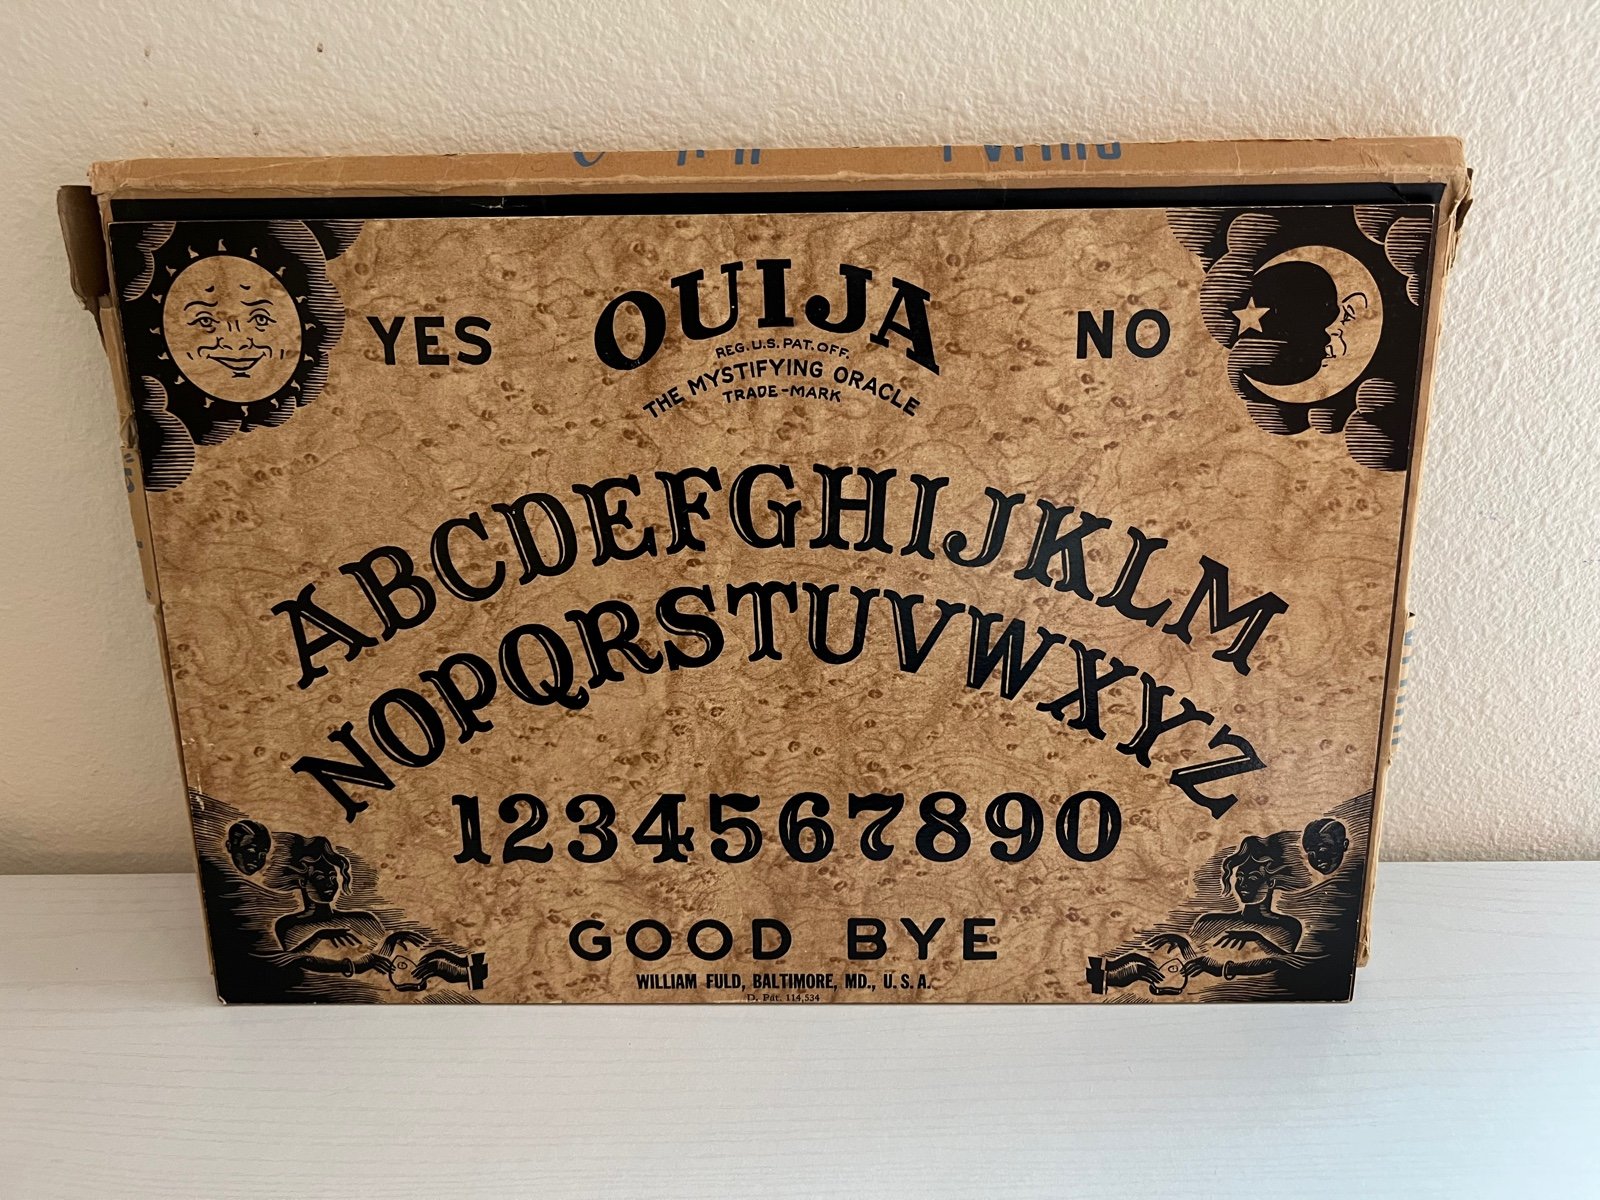 YES
OUIJA
NO
REG. U.S. PAT. OFF.
THE MYSTIFYING ORACLE
TRADE-MARK
ABCDEFGHIJKLM
NOPQRSTUVWXYZ
1234567890
GOOD BYE
WILLIAM FULD, BALTIMORE, MD., U. S. A.
D. Pat. 114,534